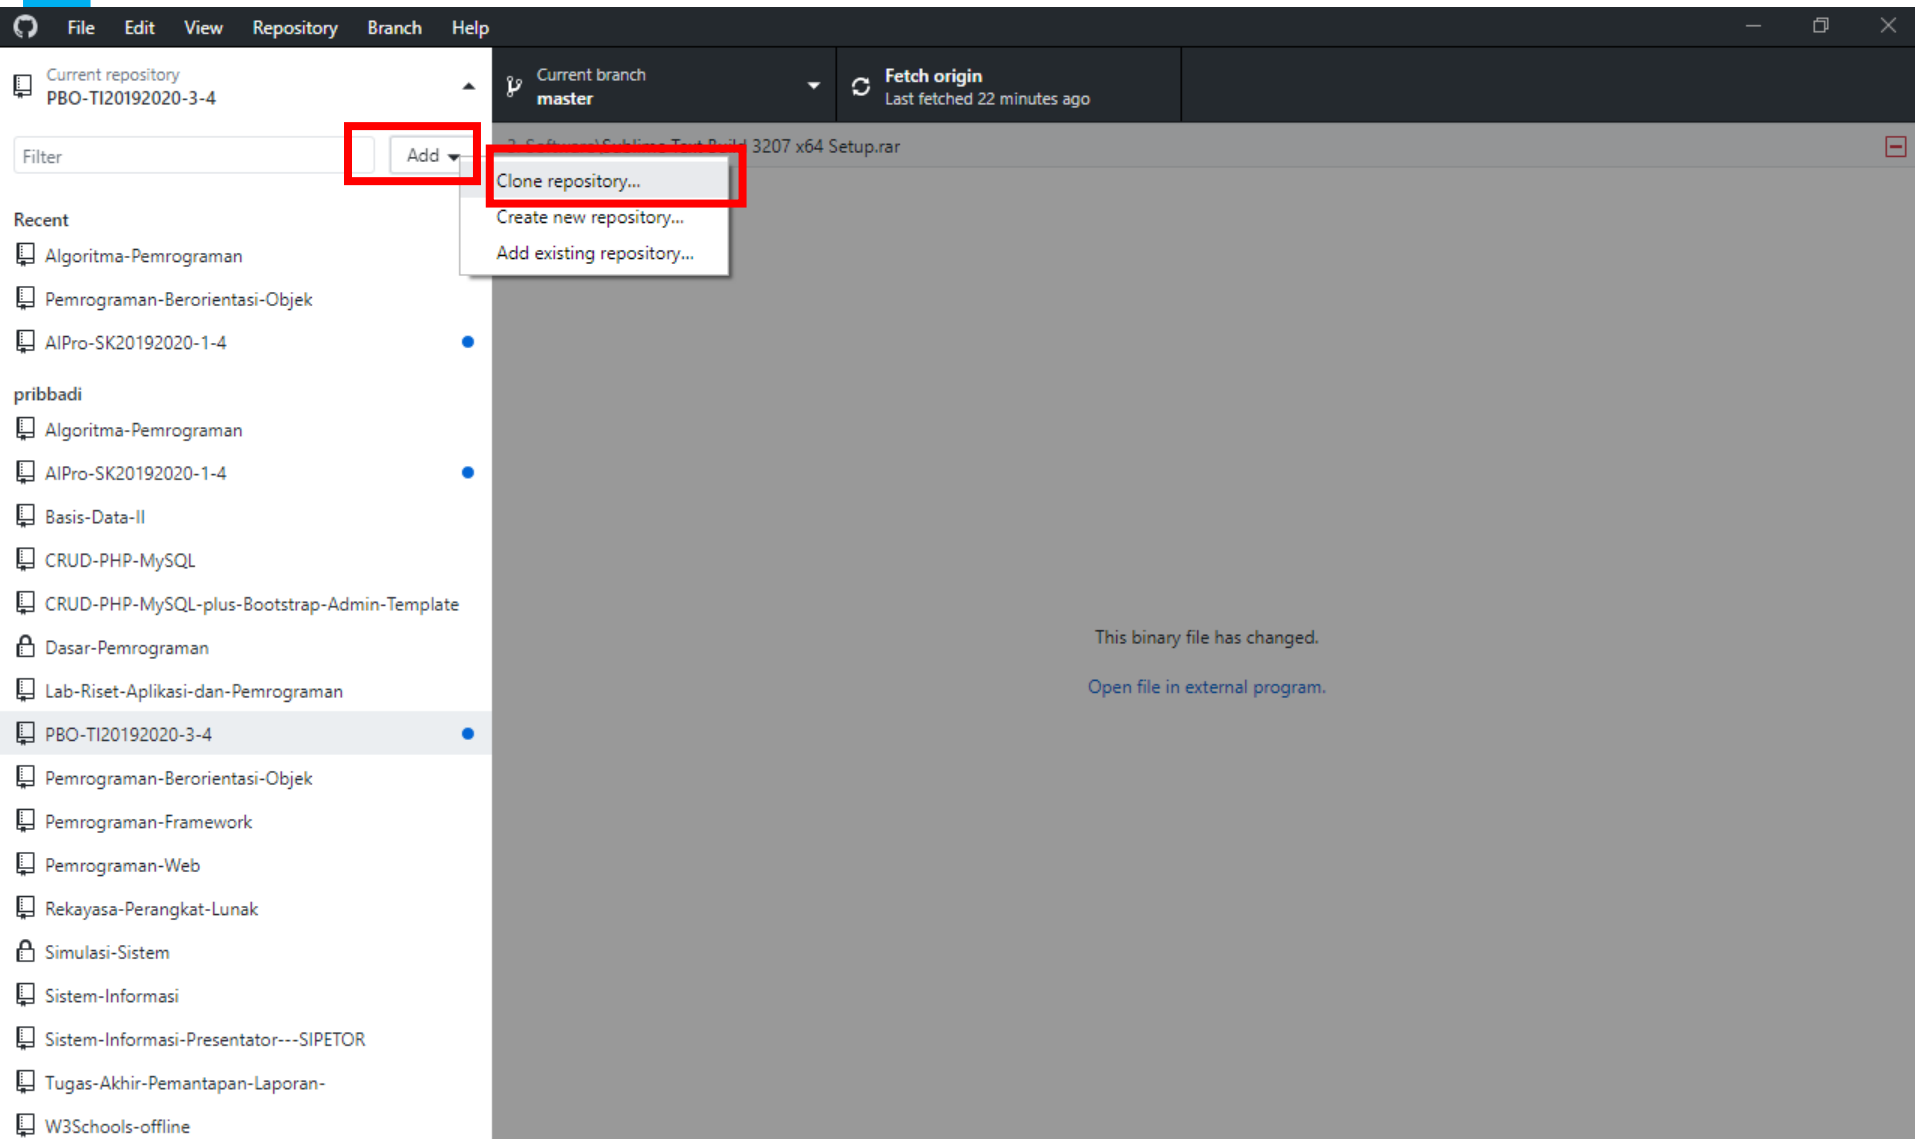 File Edit View Repository Branch Help
Current repository
PBO-TI20192020-3-4
Current branch
master
Fetch origin
Last fetched 22 minutes ago
Filter
Add
Build 3207 x64 Setup.rar
Clone repository...
Create new repository...
Add existing repository...
Recent
Algoritma-Pemrograman
Pemrograman-Berorientasi-Objek
AlPro-SK20192020-1-4
pribbadi
Algoritma-Pemrograman
AlPro-SK20192020-1-4
Basis-Data-II
CRUD-PHP-MySQL
CRUD-PHP-MySQL-plus-Bootstrap-Admin-Template
Dasar-Pemrograman
Lab-Riset-Aplikasi-dan-Pemrograman
PBO-TI20192020-3-4
Pemrograman-Berorientasi-Objek
Pemrograman-Framework
Pemrograman-Web
Rekayasa-Perangkat-Lunak
Simulasi-Sistem
Sistem-Informasi
Sistem-Informasi-Presentator---SIPETOR
Tugas-Akhir-Pemantapan-Laporan-
W3Schools-offline
This binary file has changed.
Open file in external program.